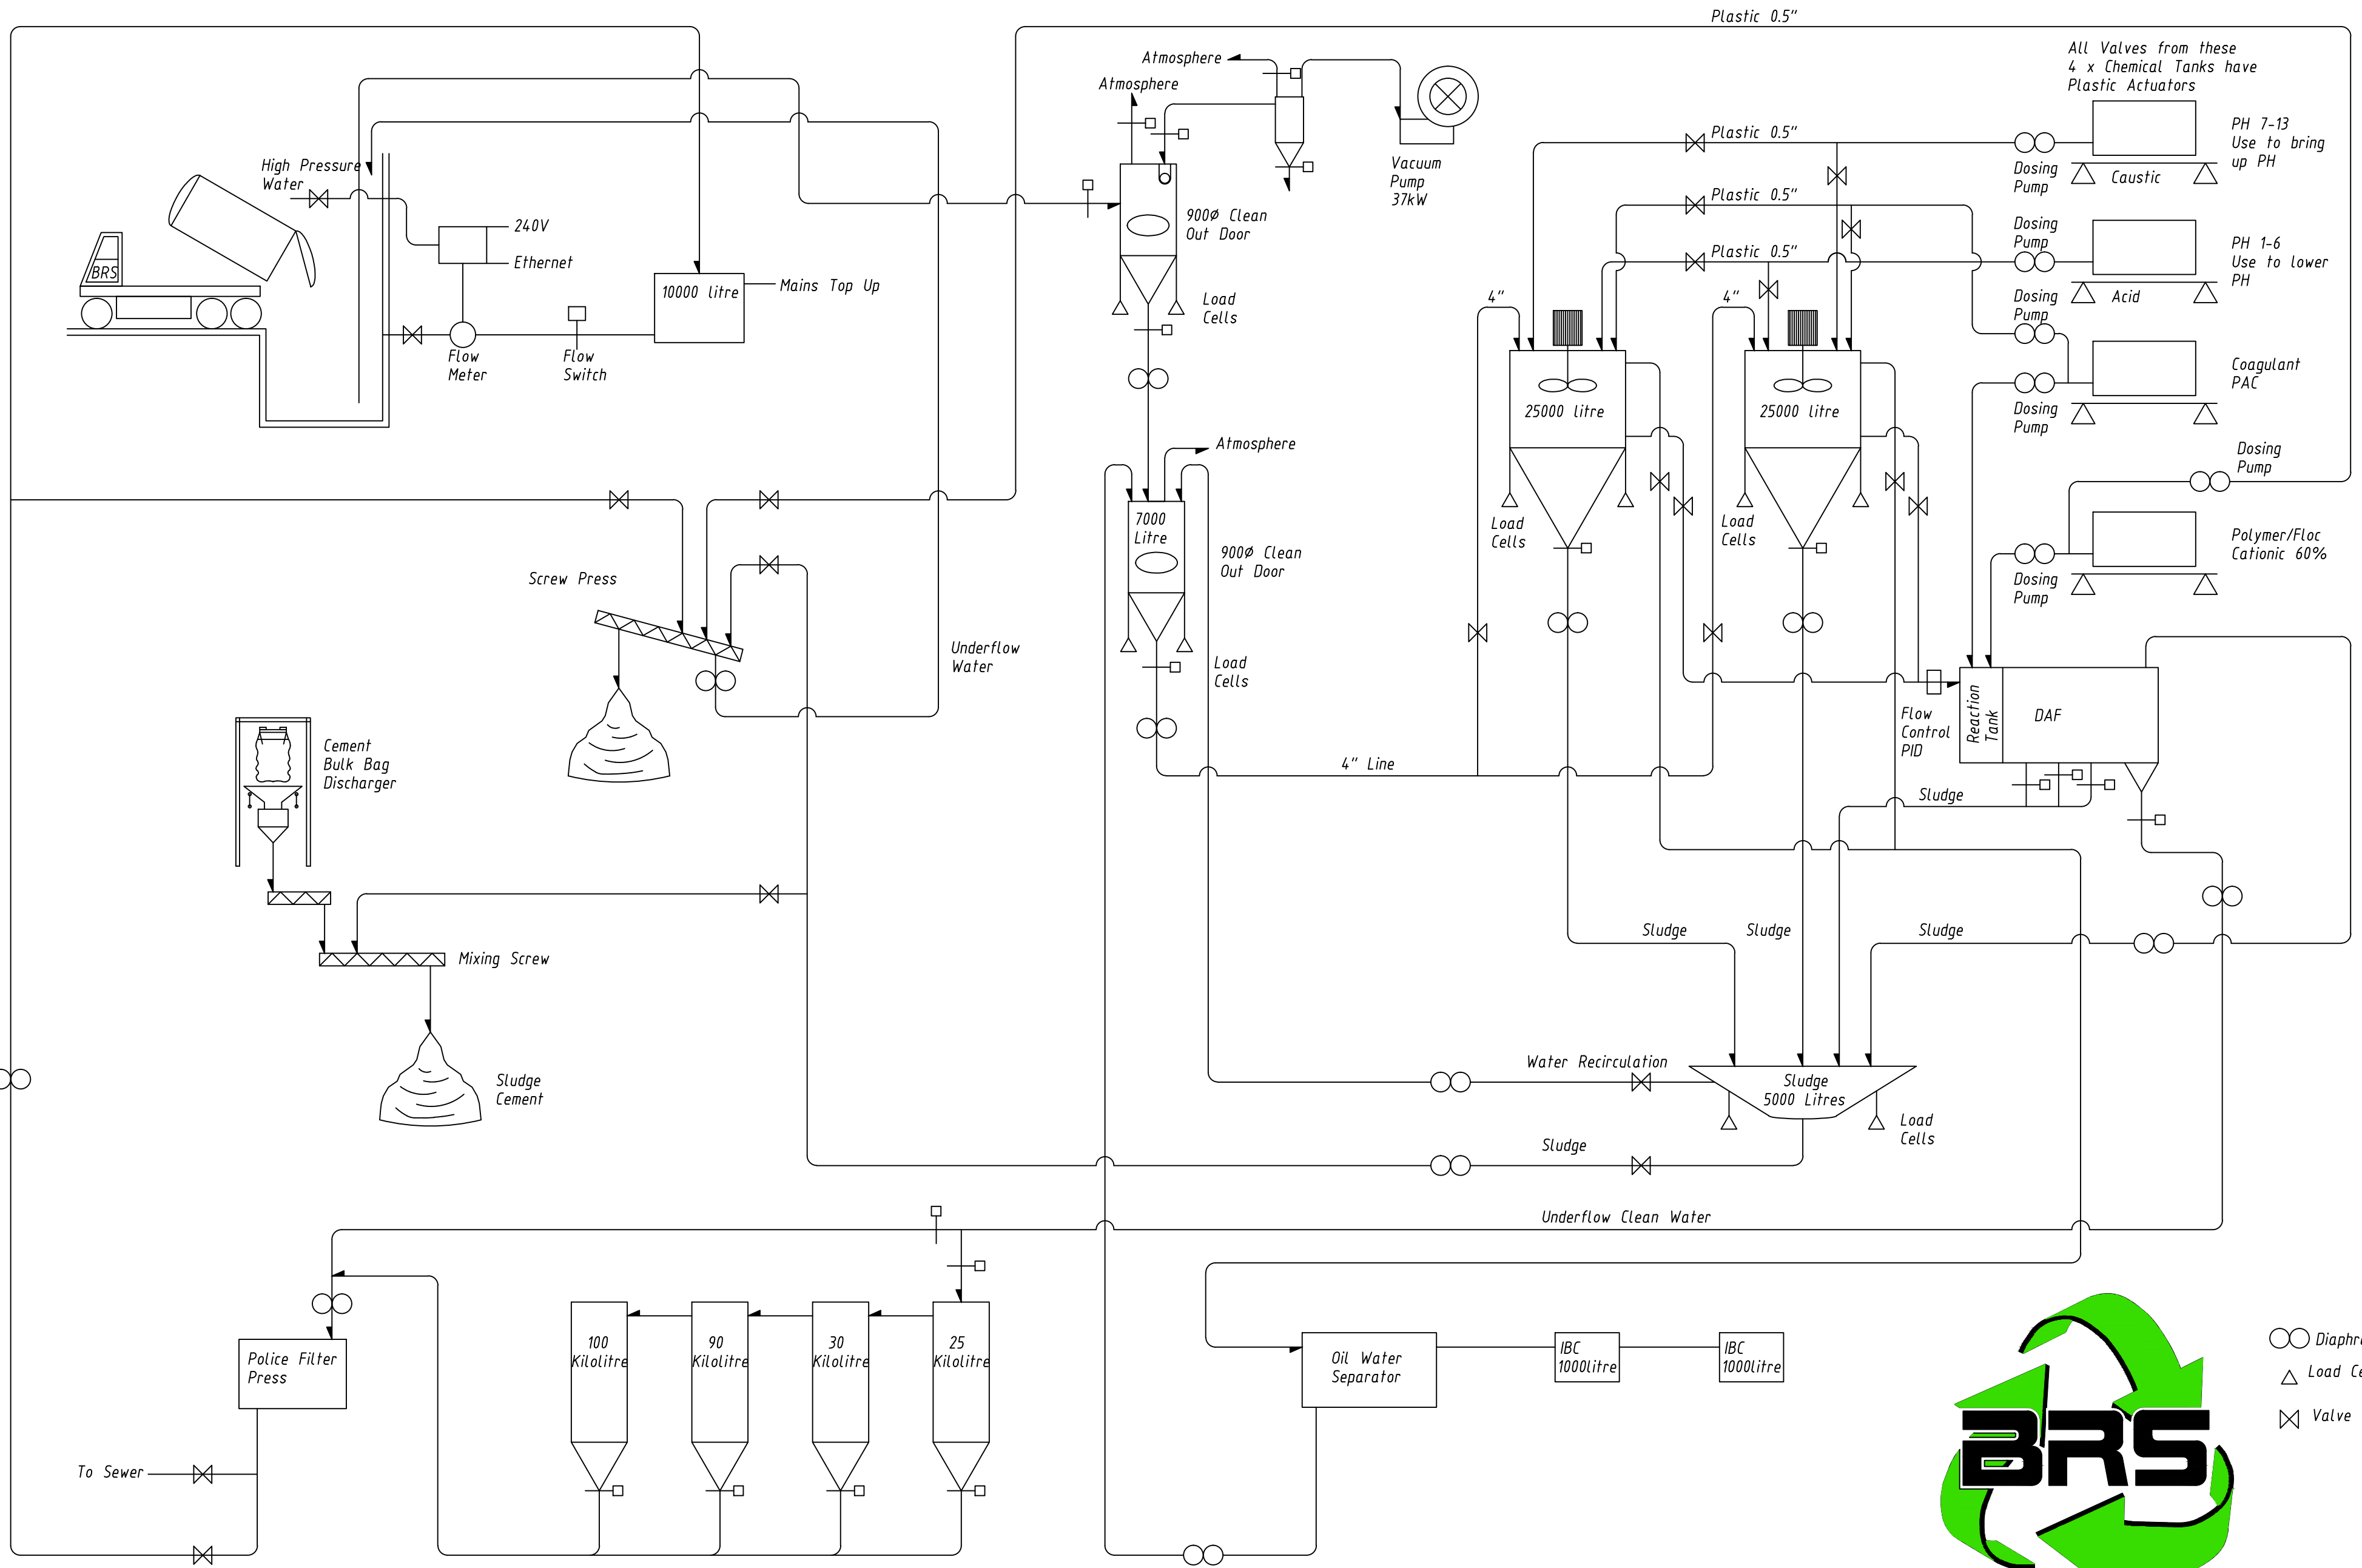 Plastic 0.5"
All Valves from these
4 x Chemical Tanks have
Plastic Actuators
Atmosphere
Atmosphere
High Pressure
Water
BRS
240V
Ethernet
10000 litre
Mains Top Up
Flow
Meter
Flow
Switch
Vacuum
Pump
37kW
900Ø Clean
Out Door
Load
Cells
Plastic 0.5"
Plastic 0.5"
Plastic 0.5"
Dosing
Pump
Caustic
PH 7-13
Use to bring
up PH
Dosing
Pump
Acid
PH 1-6
Use to lower
PH
Dosing
Pump
Coagulant
PAC
Dosing
Pump
Dosing
Pump
Polymer/Floc
Cationic 60%
Dosing
Pump
4"
4"
25000 litre
25000 litre
Load
Cells
Load
Cells
Atmosphere
7000
Litre
900Ø Clean
Out Door
Load
Cells
Screw Press
Underflow
Water
Cement
Bulk Bag
Discharger
4" Line
Flow
Control
PID
Reaction
Tank
DAF
Sludge
Mixing Screw
Sludge
Cement
Sludge
Sludge
Sludge
Water Recirculation
Sludge
5000 Litres
Load
Cells
Sludge
Underflow Clean Water
100
Kilolitre
90
Kilolitre
30
Kilolitre
25
Kilolitre
Police Filter
Press
To Sewer
Oil Water
Separator
IBC
1000litre
IBC
1000litre
BRS
Diaphr
Load Ce
Valve